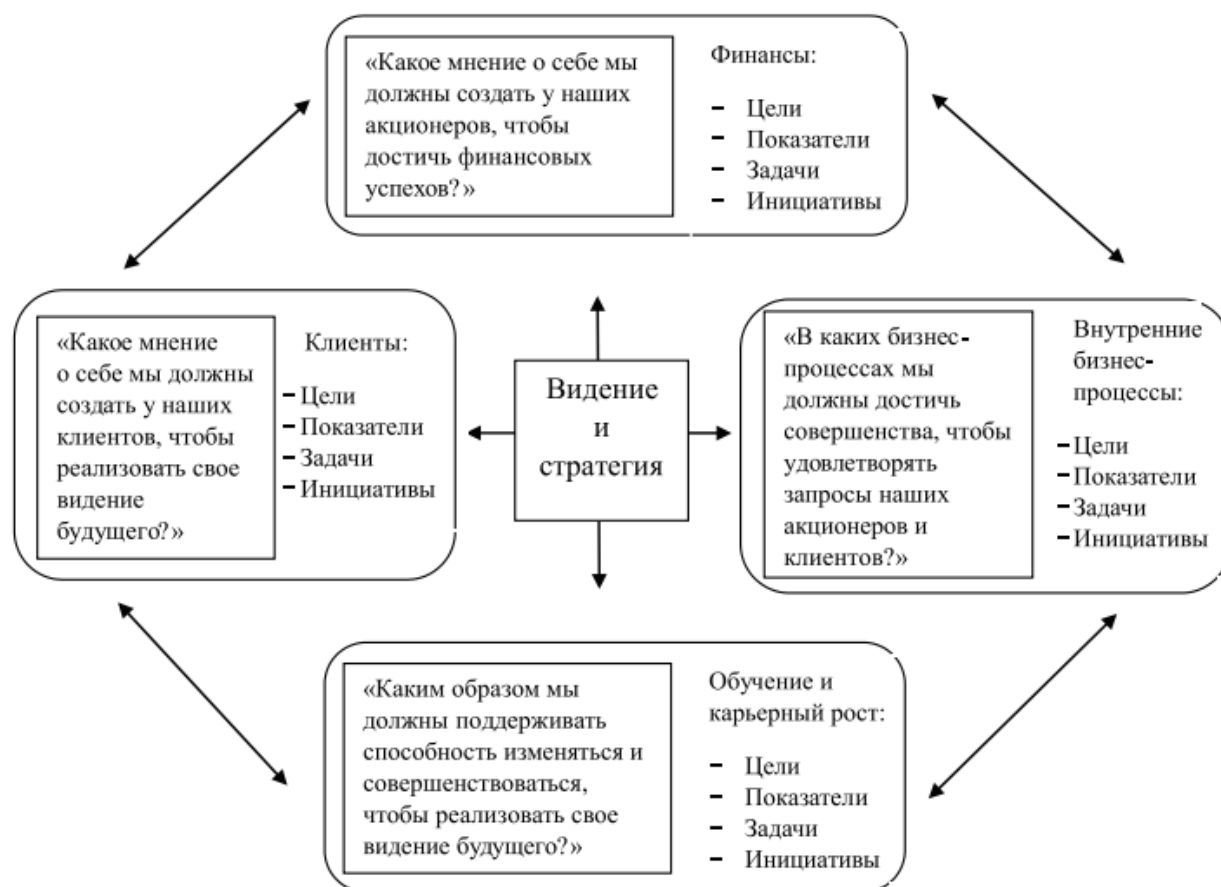 «Какое мнение о себе мы
должны создать у наших
акционеров, чтобы
достичь финансовых
успехов?»
Финансы:
– Цели
– Показатели
– Задачи
– Инициативы
«Какое мнение
о себе мы должны
создать у наших
клиентов, чтобы
реализовать свое
видение
будущего?»
Клиенты:
– Цели
– Показатели
– Задачи
– Инициативы
Видение
и
стратегия
«В каких бизнес-
процессах мы
должны достичь
совершенства, чтобы
удовлетворять
запросы наших
акционеров и
клиентов?»
Внутренние
бизнес-
процессы:
– Цели
– Показатели
– Задачи
– Инициативы
«Каким образом мы
должны поддерживать
способность изменяться и
совершенствоваться,
чтобы реализовать свое
видение будущего?»
Обучение и
карьерный рост:
– Цели
– Показатели
– Задачи
– Инициативы